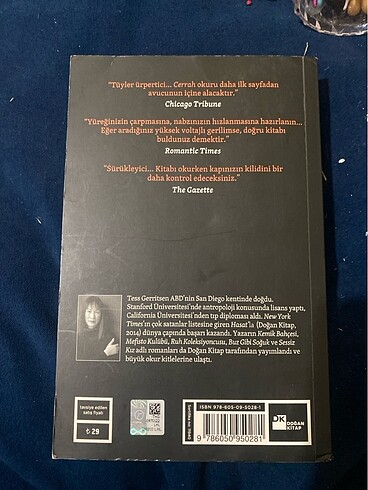 "Tüyler ürpertici... Cerrah okuru daha ilk sayfadan
avucunun içine alacaktır."
Chicago Tribune
"Yüreğinizin çarpmasına, nabzınızın hızlanmasına hazırlanın...
Eğer aradığınız yüksek voltajlı gerilimse, doğru kitabı
buldunuz demektir."
Romantic Times
"Sürükleyici... Kitabı okurken kapınızın kilidini bir
daha kontrol edeceksiniz."
The Gazette
Tess Gerritsen ABD'nin San Diego kentinde doğdu.
Stanford Üniversitesi'nde antropoloji konusunda lisans yaptı,
California Üniversitesi'nden tıp diploması aldı. New York
Times'ın çok satanlar listesine giren Hasat'la (Doğan Kitap,
2014) dünya çapında başarı kazandı. Yazarın Kemik Bahçesi,
Mefisto Kulübü, Ruh Koleksiyoncusu, Buz Gibi Soğuk ve Sessiz
Kız adlı romanları da Doğan Kitap tarafından yayımlandı ve
büyük okur kitlelerine ulaştı.
tavsiye edilen
satış fiyatı
₺ 29
ISBN 978-605-09-5028-1
9 786050 950281
DK
DOĞAN
KİTAP